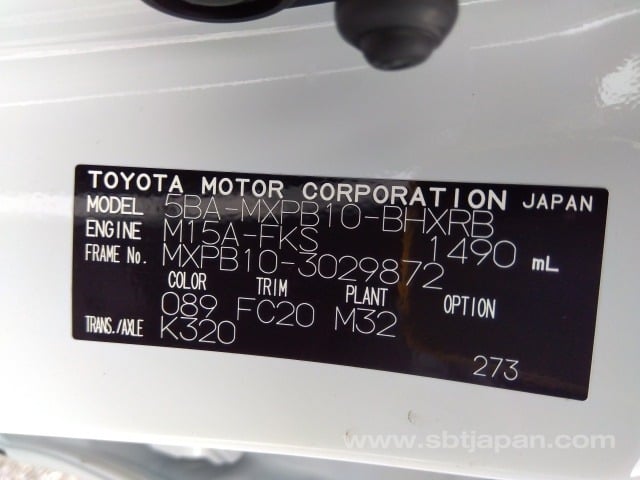 TOYOTA MOTOR CORPORATION JAPAN
MODEL 5BA-MXPB10-BHXRB
ENGINE M15A-FKS 1490 mL
FRAME No. MXPB10-3029872
COLOR TRIM PLANT OPTION
089 FC20 M32
TRANS./AXLE K320
273
www.sbtjapan.com